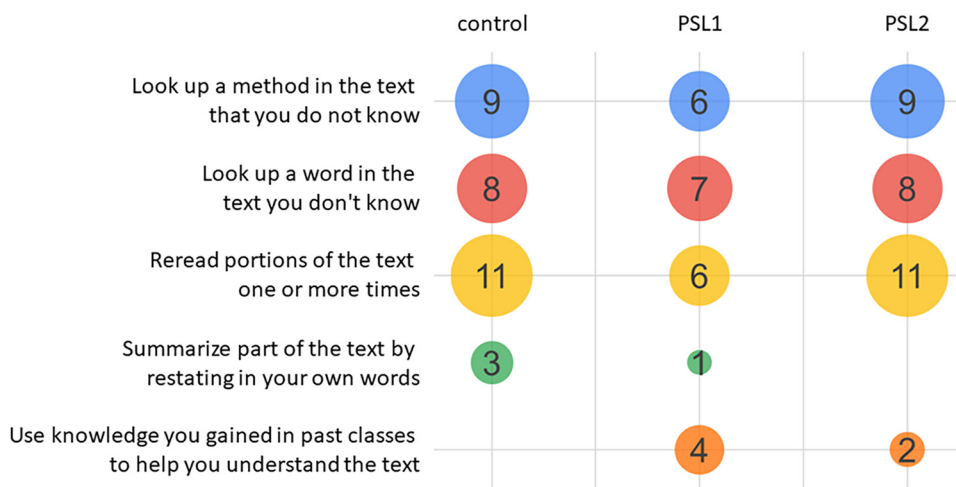 control PSL1 PSL2
Look up a method in the text
that you do not know
9 6 9
Look up a word in the
text you don't know
8 7 8
Reread portions of the text
one or more times
11 6 11
Summarize part of the text by
restating in your own words
3 1
Use knowledge you gained in past classes
to help you understand the text
4 2